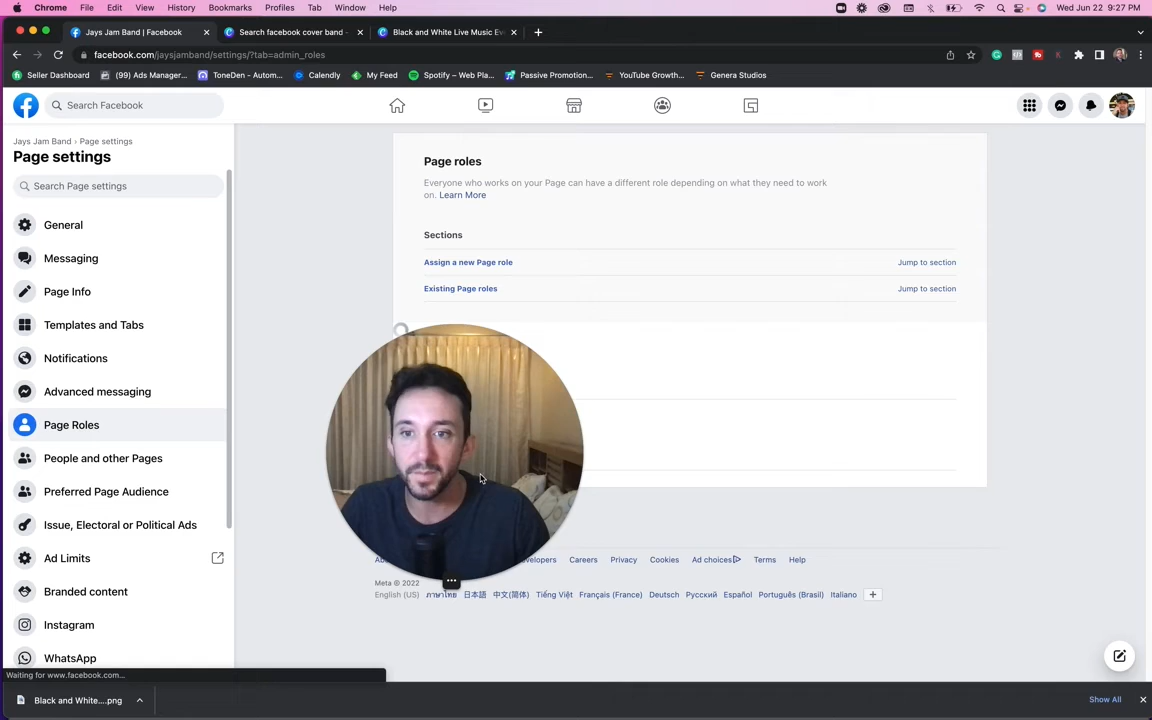 Chrome File Edit View History Bookmarks Profiles Tab Window Help Wed Jun 22 9:27 PM
Jays Jam Band | Facebook Search facebook cover band - Black and White Live Music Ev
facebook.com/jaysjamband/settings/?tab=admin_roles
Seller Dashboard (99) Ads Manager... ToneDen - Autom... Calendly My Feed Spotify – Web Pla... Passive Promotion... YouTube Growth... Genera Studios
Search Facebook
Jays Jam Band › Page settings
Page settings
Search Page settings
General
Messaging
Page Info
Templates and Tabs
Notifications
Advanced messaging
Page Roles
People and other Pages
Preferred Page Audience
Issue, Electoral or Political Ads
Ad Limits
Branded content
Instagram
WhatsApp
Page roles
Everyone who works on your Page can have a different role depending on what they need to work
on. Learn More
Sections
Assign a new Page role Jump to section
Existing Page roles Jump to section
Careers Privacy Cookies Ad choices Terms Help
Meta © 2022
English (US) ภาษาไทย 日本語 中文(简体) Tiếng Việt Français (France) Deutsch Русский Español Português (Brasil) Italiano
Waiting for www.facebook.com...
Black and White....png
Show All